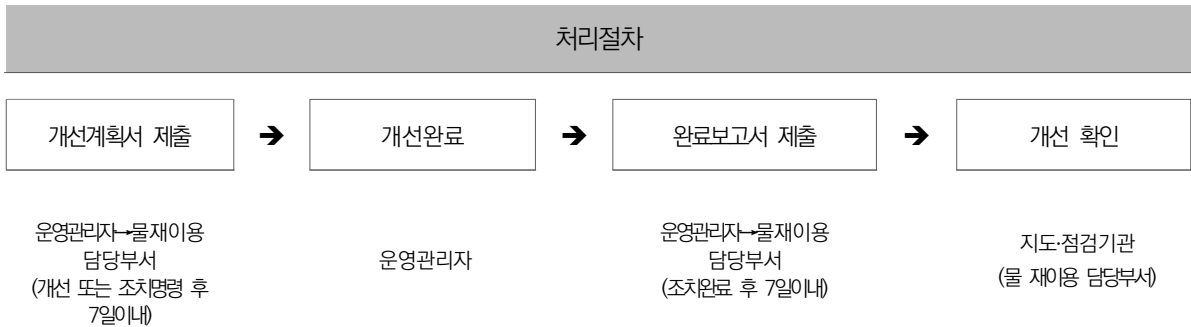 처리절차
개선계획서 제출 ➔ 개선완료 ➔ 완료보고서 제출 ➔ 개선 확인
운영관리자→물재이용
담당부서
(개선 또는 조치명령 후
7일이내)
운영관리자
운영관리자→물재이용
담당부서
(조치완료 후 7일이내)
지도·점검기관
(물 재이용 담당부서)